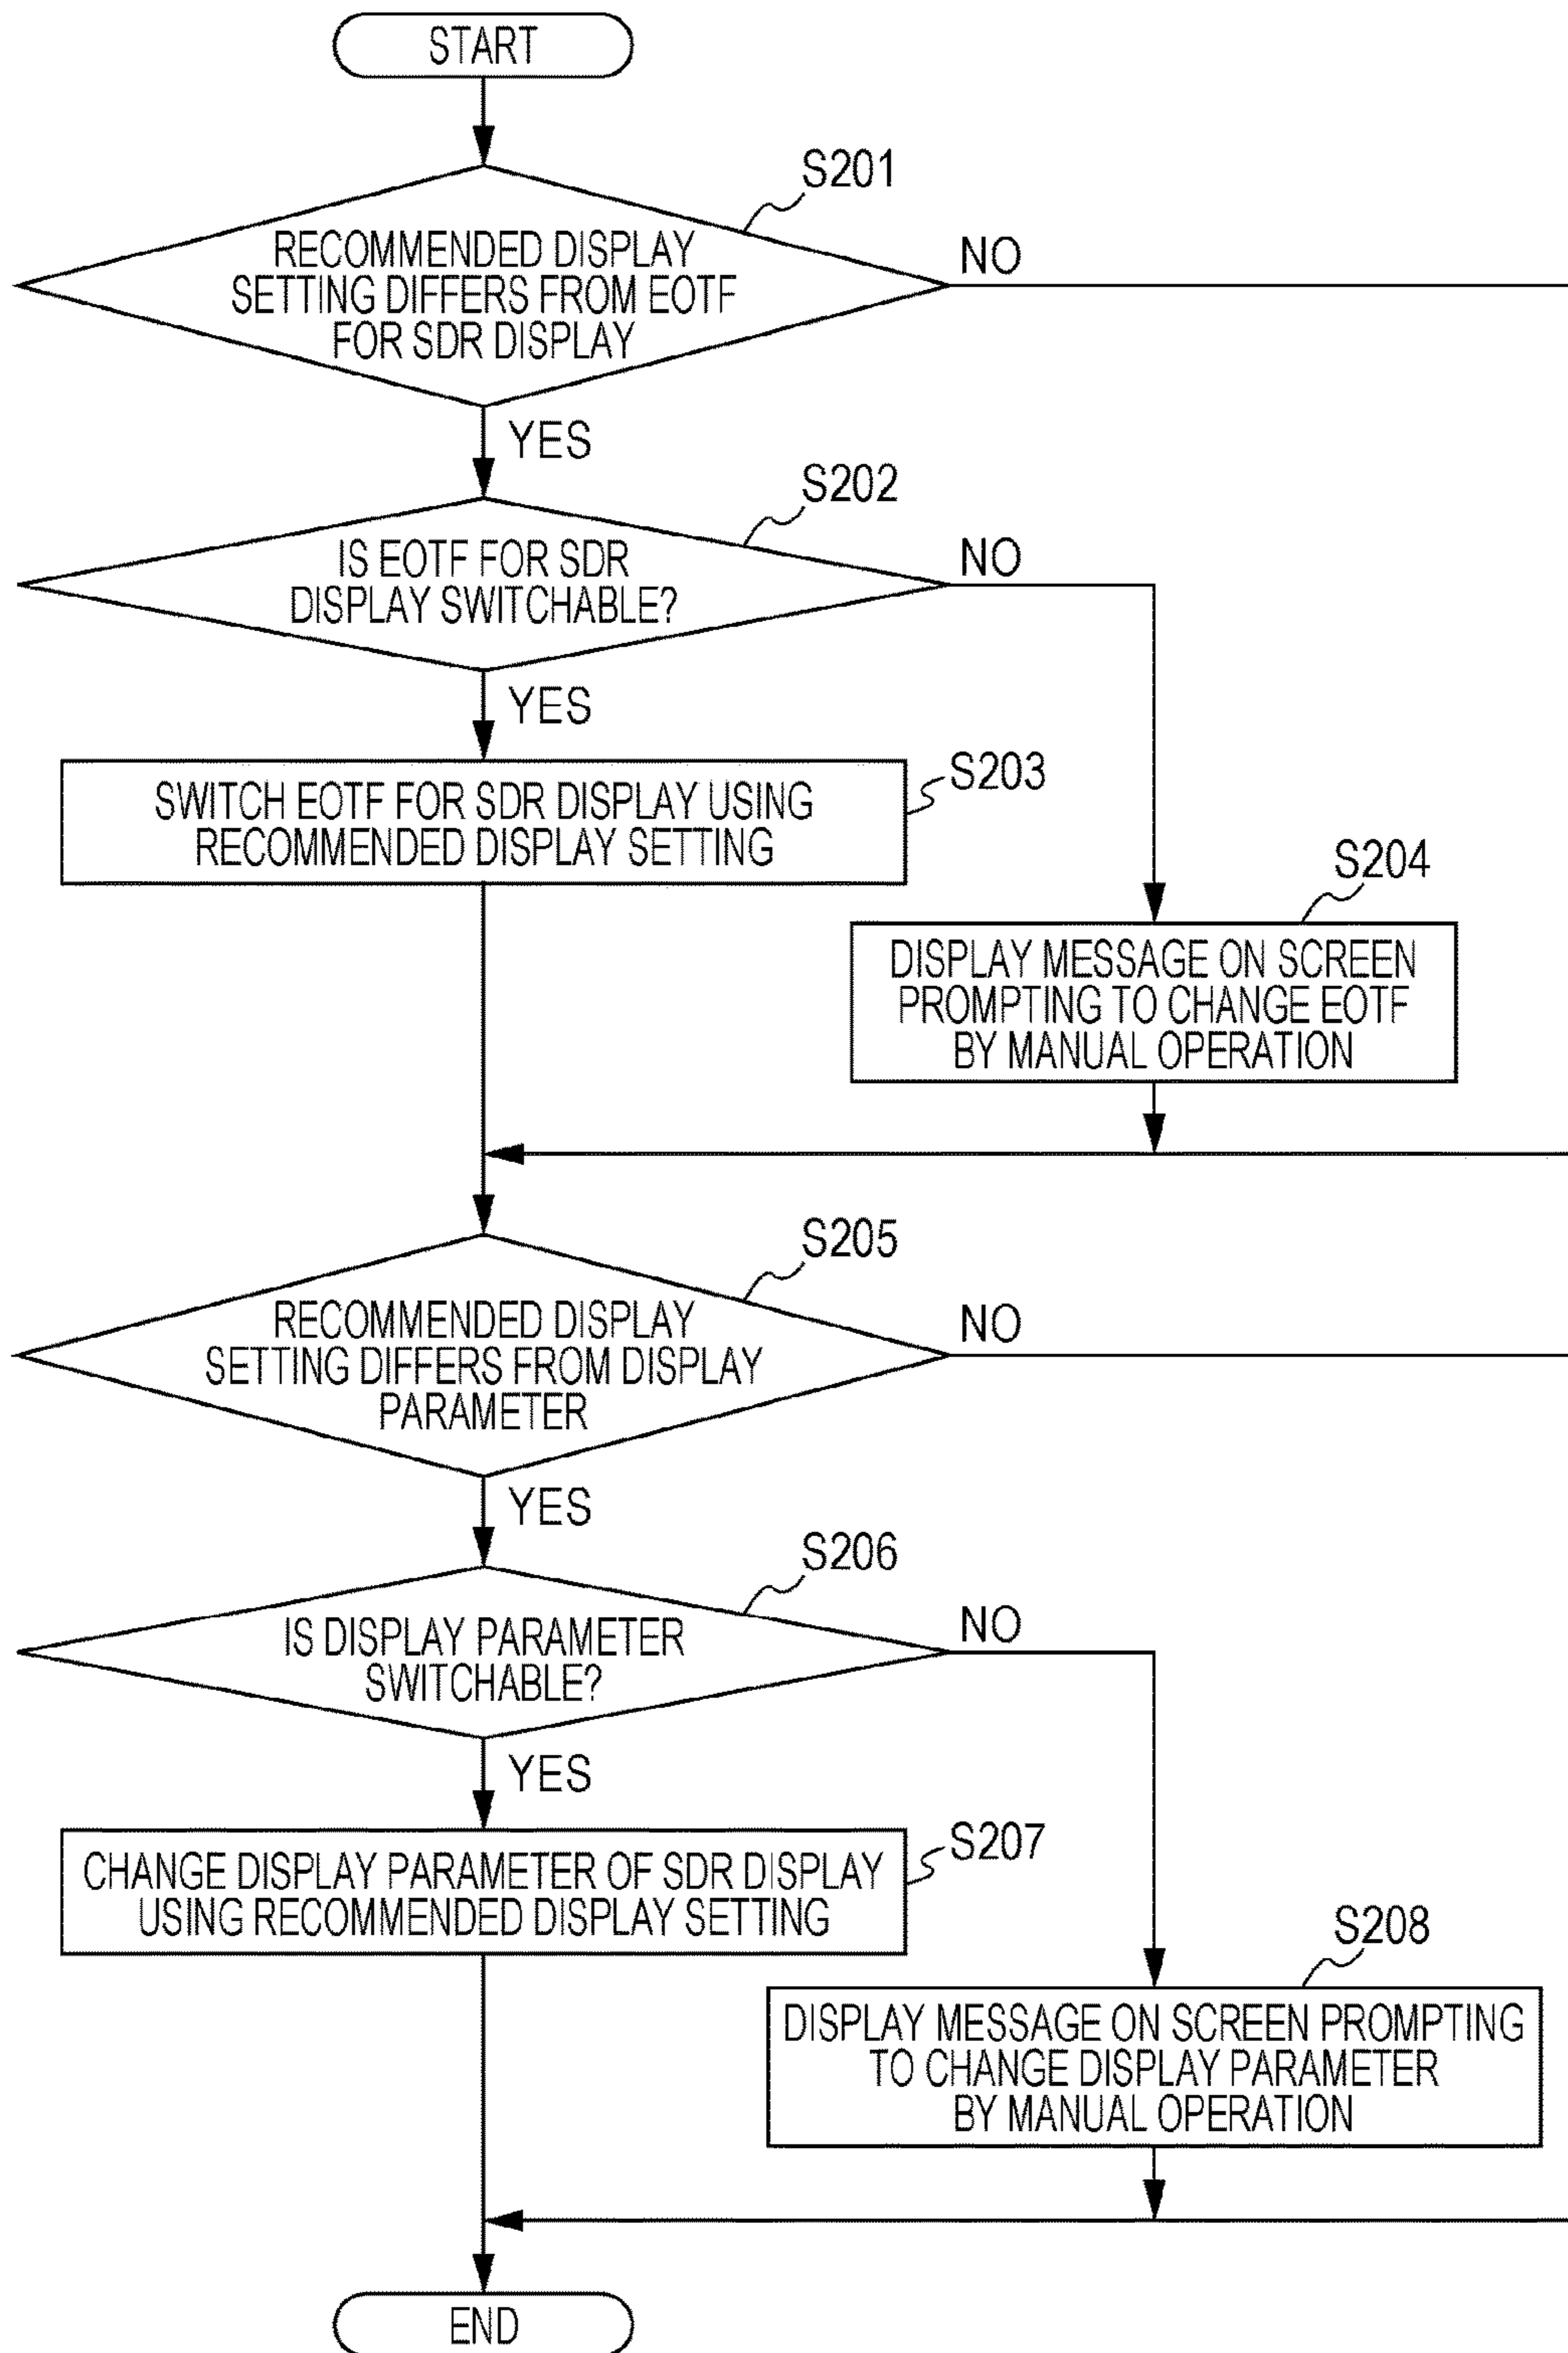 START
S201
RECOMMENDED DISPLAY
SETTING DIFFERS FROM EOTF
FOR SDR DISPLAY
NO
YES
S202
IS EOTF FOR SDR
DISPLAY SWITCHABLE?
NO
YES
S203
SWITCH EOTF FOR SDR DISPLAY USING
RECOMMENDED DISPLAY SETTING
S204
DISPLAY MESSAGE ON SCREEN
PROMPTING TO CHANGE EOTF
BY MANUAL OPERATION
S205
RECOMMENDED DISPLAY
SETTING DIFFERS FROM DISPLAY
PARAMETER
NO
YES
S206
IS DISPLAY PARAMETER
SWITCHABLE?
NO
YES
S207
CHANGE DISPLAY PARAMETER OF SDR DISPLAY
USING RECOMMENDED DISPLAY SETTING
S208
DISPLAY MESSAGE ON SCREEN PROMPTING
TO CHANGE DISPLAY PARAMETER
BY MANUAL OPERATION
END